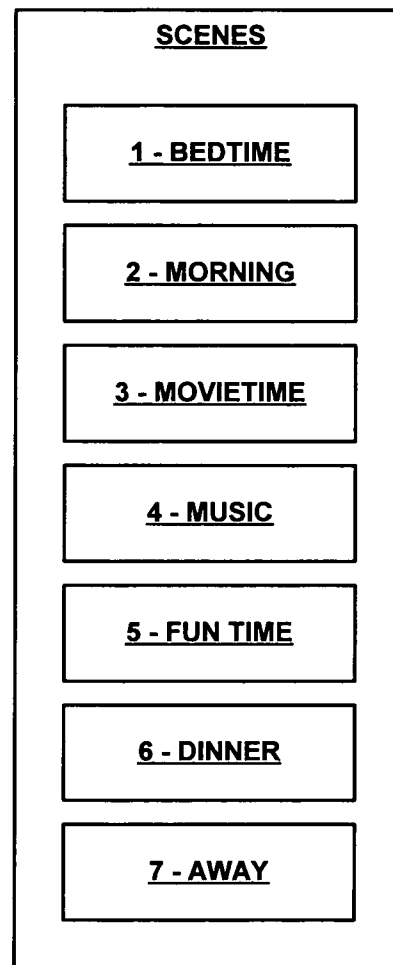 SCENES
1 - BEDTIME
2 - MORNING
3 - MOVIETIME
4 - MUSIC
5 - FUN TIME
6 - DINNER
7 - AWAY